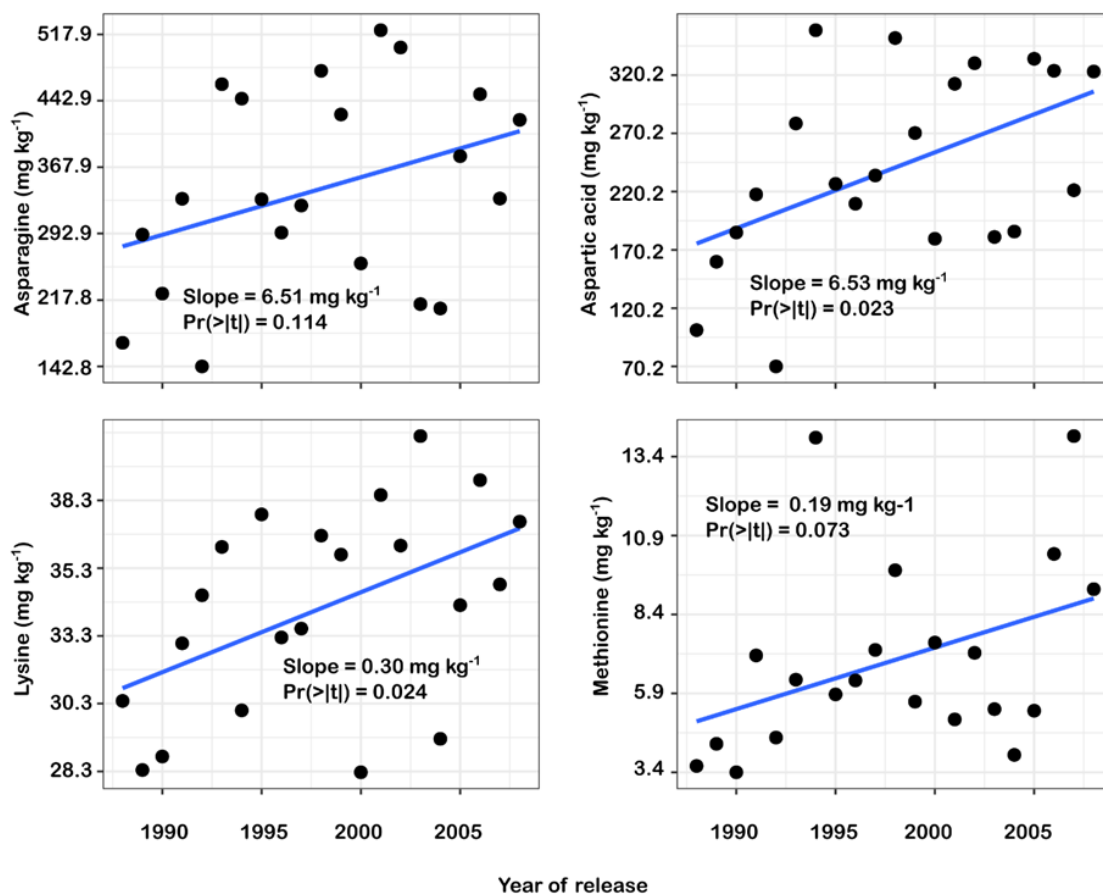 Asparagine (mg kg⁻¹)
517.9
442.9
367.9
292.9
217.8
142.8
Slope = 6.51 mg kg⁻¹
Pr(>|t|) = 0.114
Aspartic acid (mg kg⁻¹)
320.2
270.2
220.2
170.2
120.2
70.2
Slope = 6.53 mg kg⁻¹
Pr(>|t|) = 0.023
Lysine (mg kg⁻¹)
38.3
35.3
33.3
30.3
28.3
Slope = 0.30 mg kg⁻¹
Pr(>|t|) = 0.024
1990 1995 2000 2005
Methionine (mg kg⁻¹)
13.4
10.9
8.4
5.9
3.4
Slope = 0.19 mg kg-1
Pr(>|t|) = 0.073
1990 1995 2000 2005
Year of release